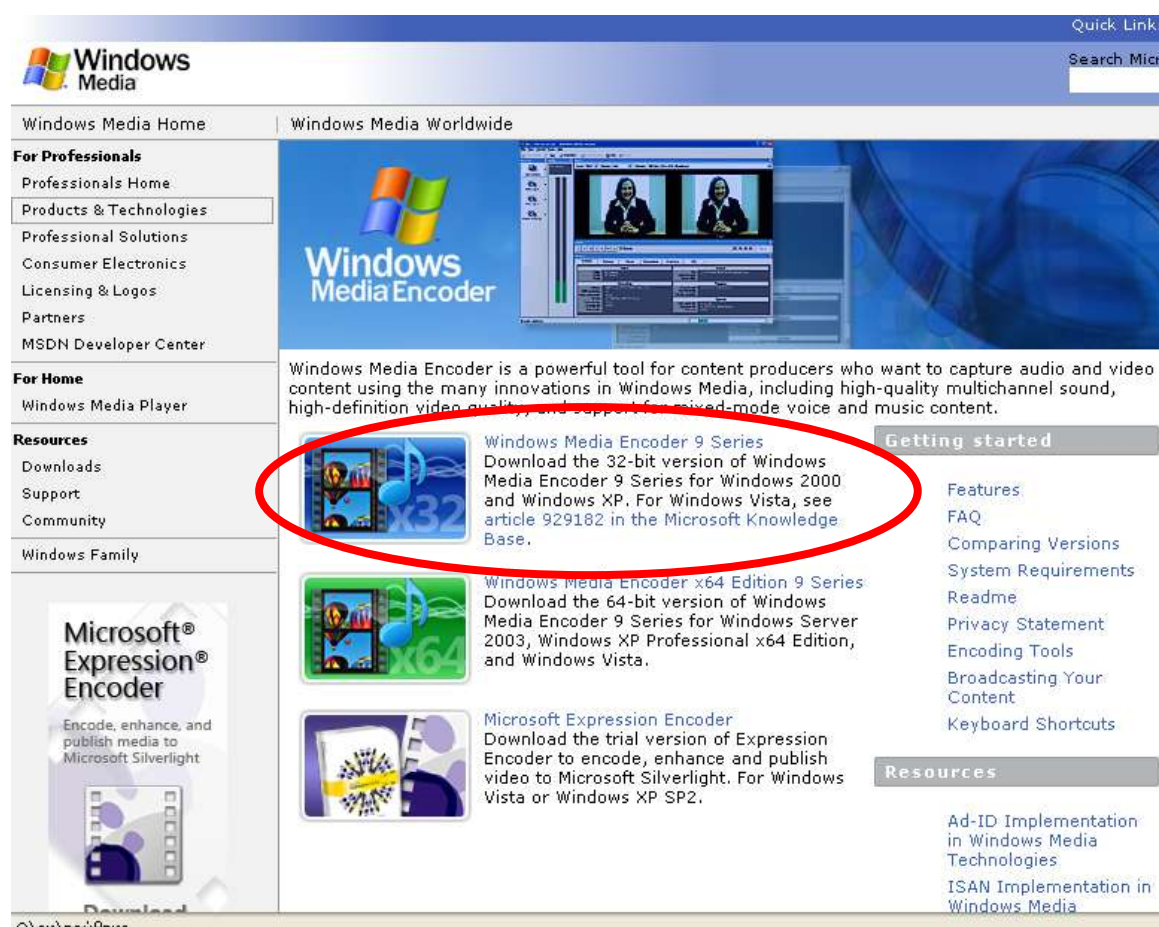 Quick Link
Windows
Media
Search Micr
Windows Media Home
Windows Media Worldwide
For Professionals
Professionals Home
Products & Technologies
Professional Solutions
Consumer Electronics
Licensing & Logos
Partners
MSDN Developer Center
For Home
Windows Media Player
Resources
Downloads
Support
Community
Windows Family
Microsoft®
Expression®
Encoder
Encode, enhance, and
publish media to
Microsoft Silverlight
Download
Windows
Media Encoder
Windows Media Encoder is a powerful tool for content producers who want to capture audio and video
content using the many innovations in Windows Media, including high-quality multichannel sound,
high-definition video quality, and support for mixed-mode voice and music content.
x32
Windows Media Encoder 9 Series
Download the 32-bit version of Windows
Media Encoder 9 Series for Windows 2000
and Windows XP. For Windows Vista, see
article 929182 in the Microsoft Knowledge
Base.
x64
Windows Media Encoder x64 Edition 9 Series
Download the 64-bit version of Windows
Media Encoder 9 Series for Windows Server
2003, Windows XP Professional x64 Edition,
and Windows Vista.
Microsoft Expression Encoder
Download the trial version of Expression
Encoder to encode, enhance and publish
video to Microsoft Silverlight. For Windows
Vista or Windows XP SP2.
Getting started
Features
FAQ
Comparing Versions
System Requirements
Readme
Privacy Statement
Encoding Tools
Broadcasting Your
Content
Keyboard Shortcuts
Resources
Ad-ID Implementation
in Windows Media
Technologies
ISAN Implementation in
Windows Media